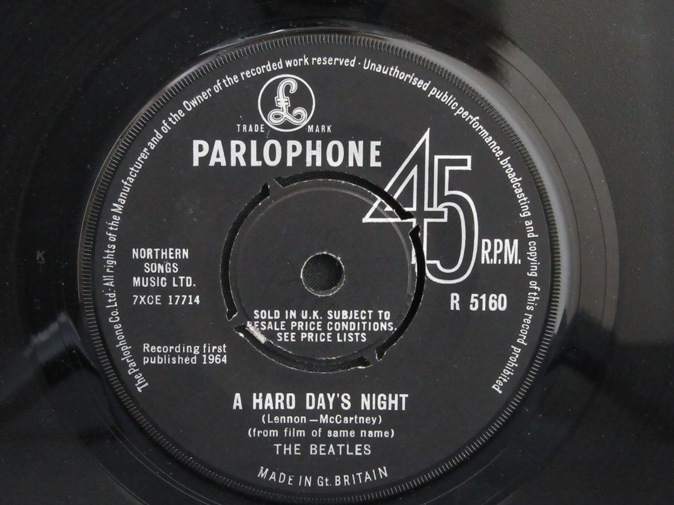 The Parlophone Co. Ltd. All rights of the Manufacturer and of the Owner of the recorded work reserved · Unauthorised public performance, broadcasting and copying of this record prohibited
£
TRADE MARK
PARLOPHONE
45
R.P.M.
NORTHERN
SONGS
MUSIC LTD.
7XCE 17714
R 5160
SOLD IN U.K. SUBJECT TO
RESALE PRICE CONDITIONS,
SEE PRICE LISTS
Recording first
published 1964
A HARD DAY'S NIGHT
(Lennon—McCartney)
(from film of same name)
THE BEATLES
MADE IN Gt. BRITAIN
K